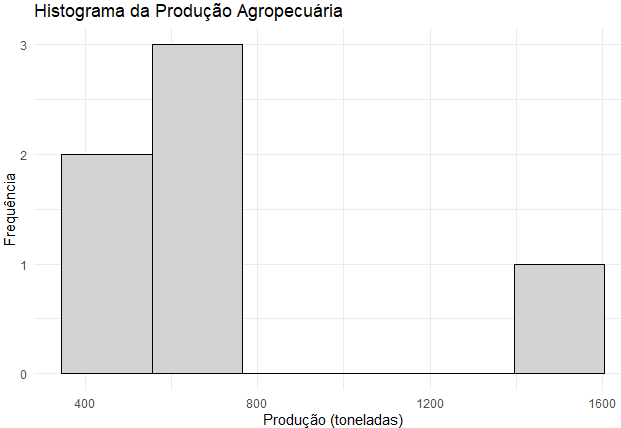 Histograma da Produção Agropecuária
Frequência
3
2
1
0
400
800
1200
1600
Produção (toneladas)